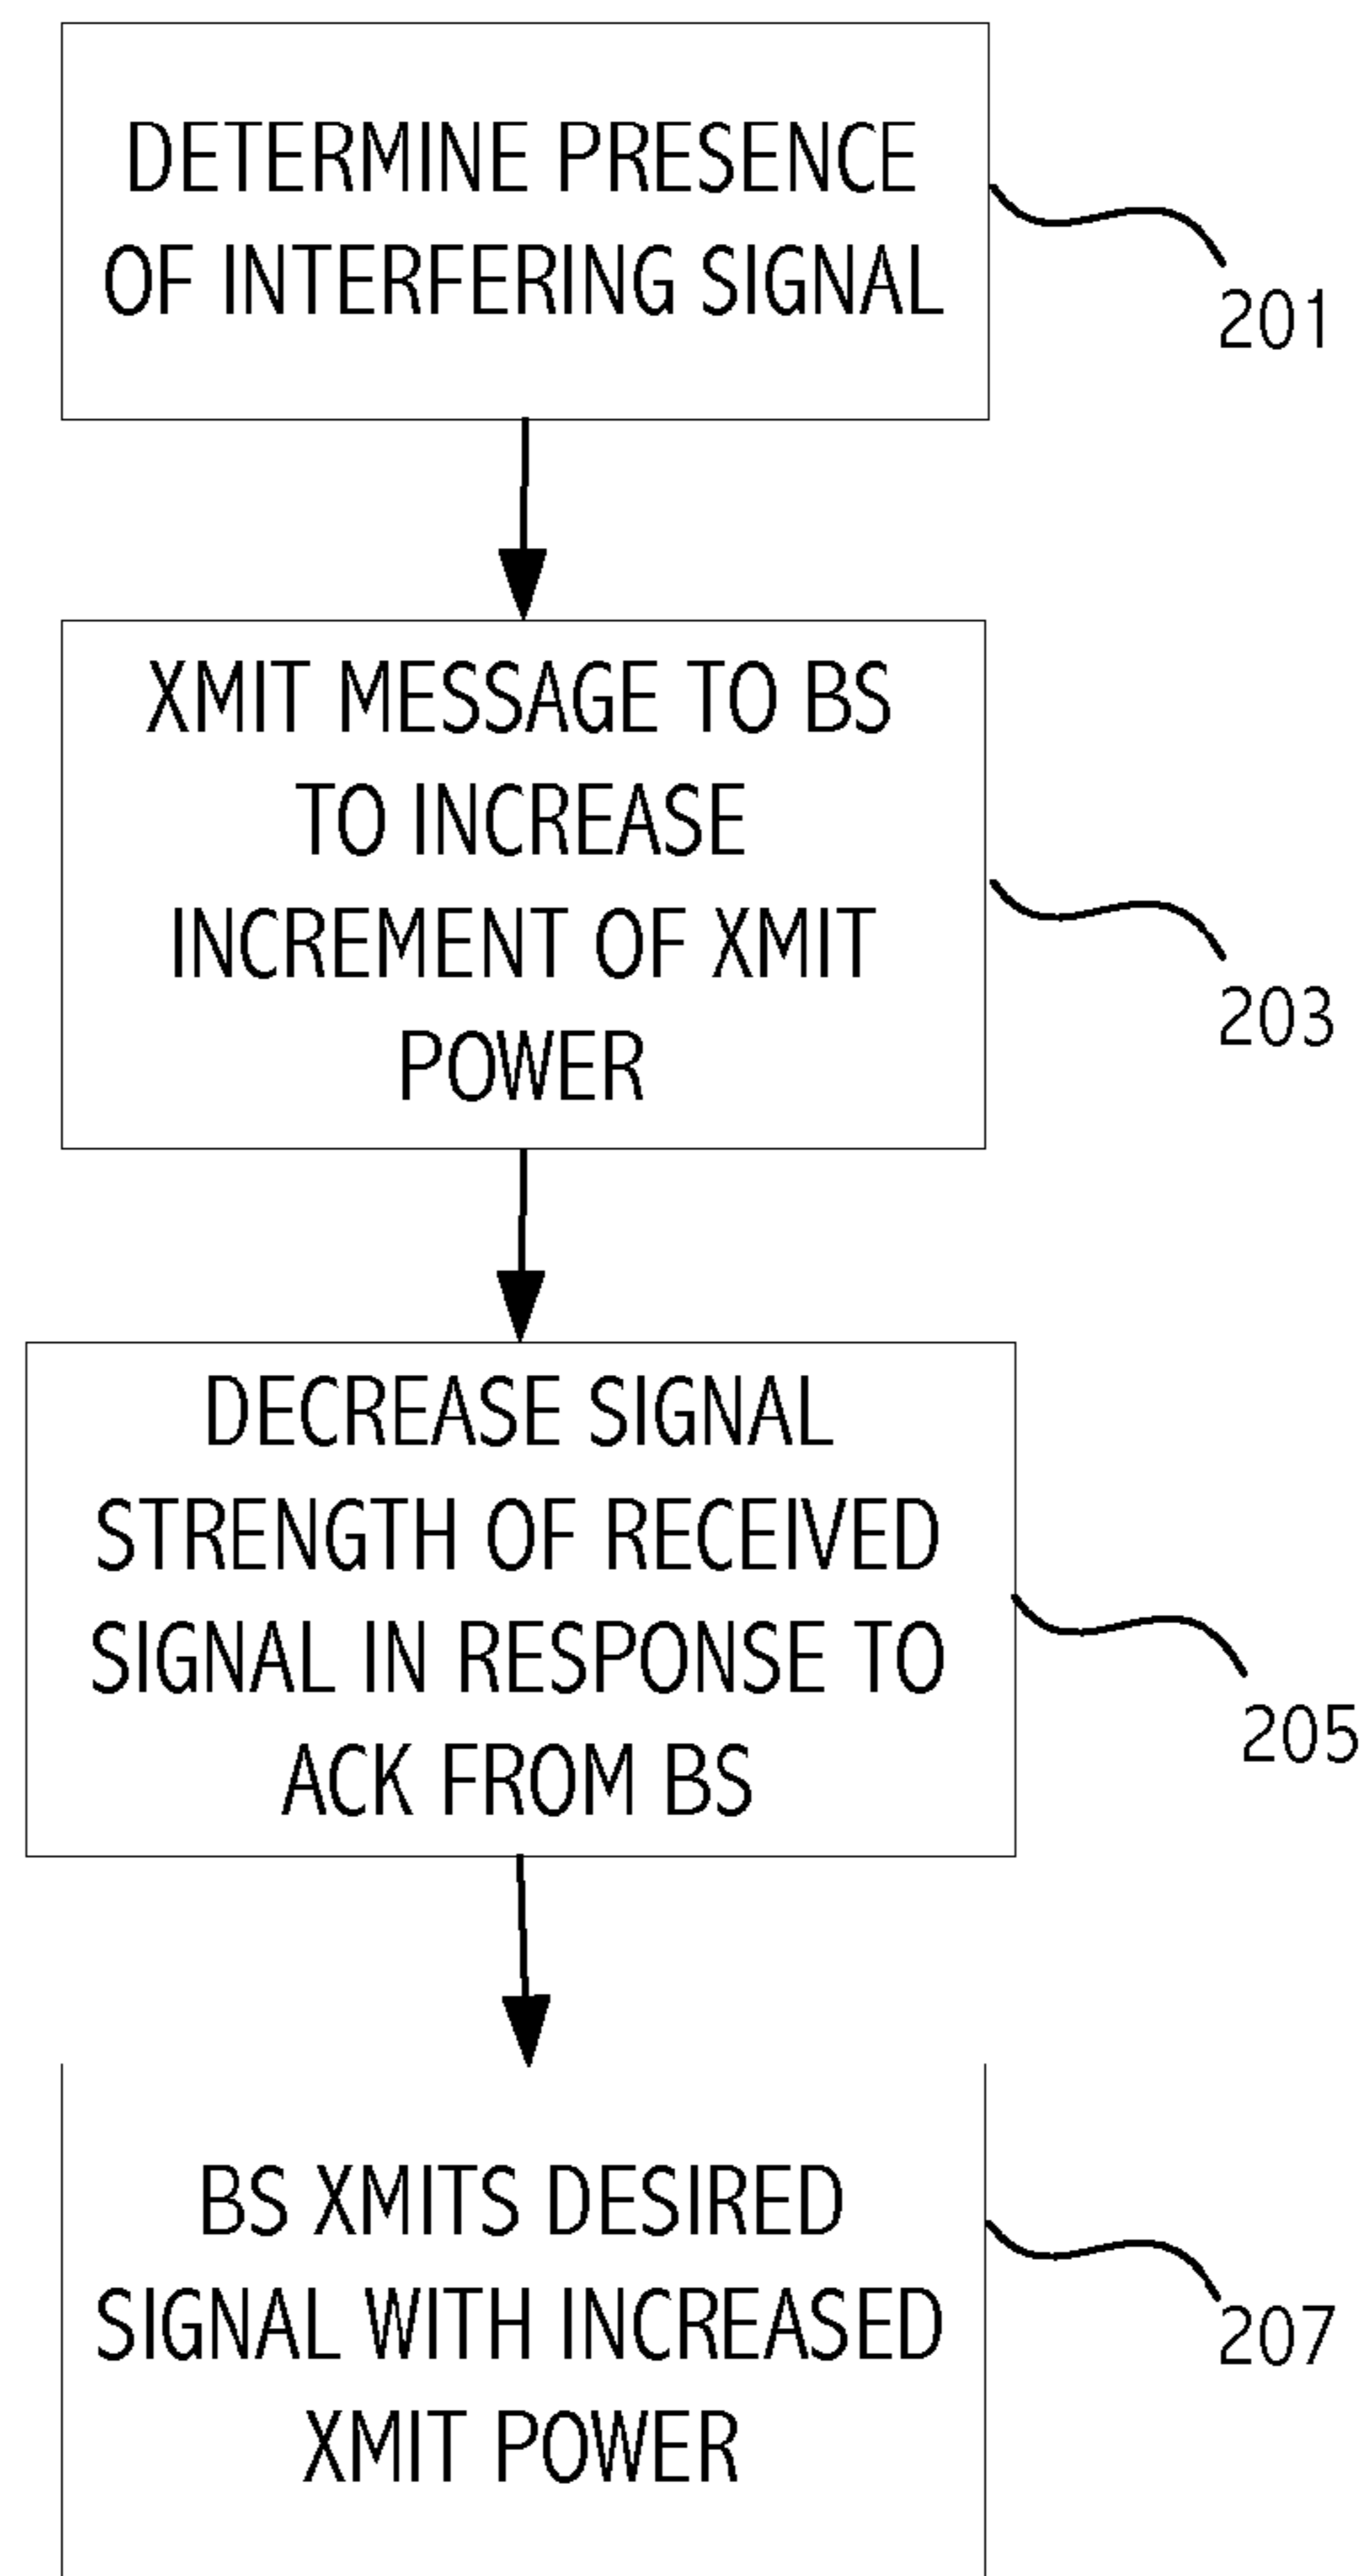 DETERMINE PRESENCE
OF INTERFERING SIGNAL
201
XMIT MESSAGE TO BS
TO INCREASE
INCREMENT OF XMIT
POWER
203
DECREASE SIGNAL
STRENGTH OF RECEIVED
SIGNAL IN RESPONSE TO
ACK FROM BS
205
BS XMITS DESIRED
SIGNAL WITH INCREASED
XMIT POWER
207